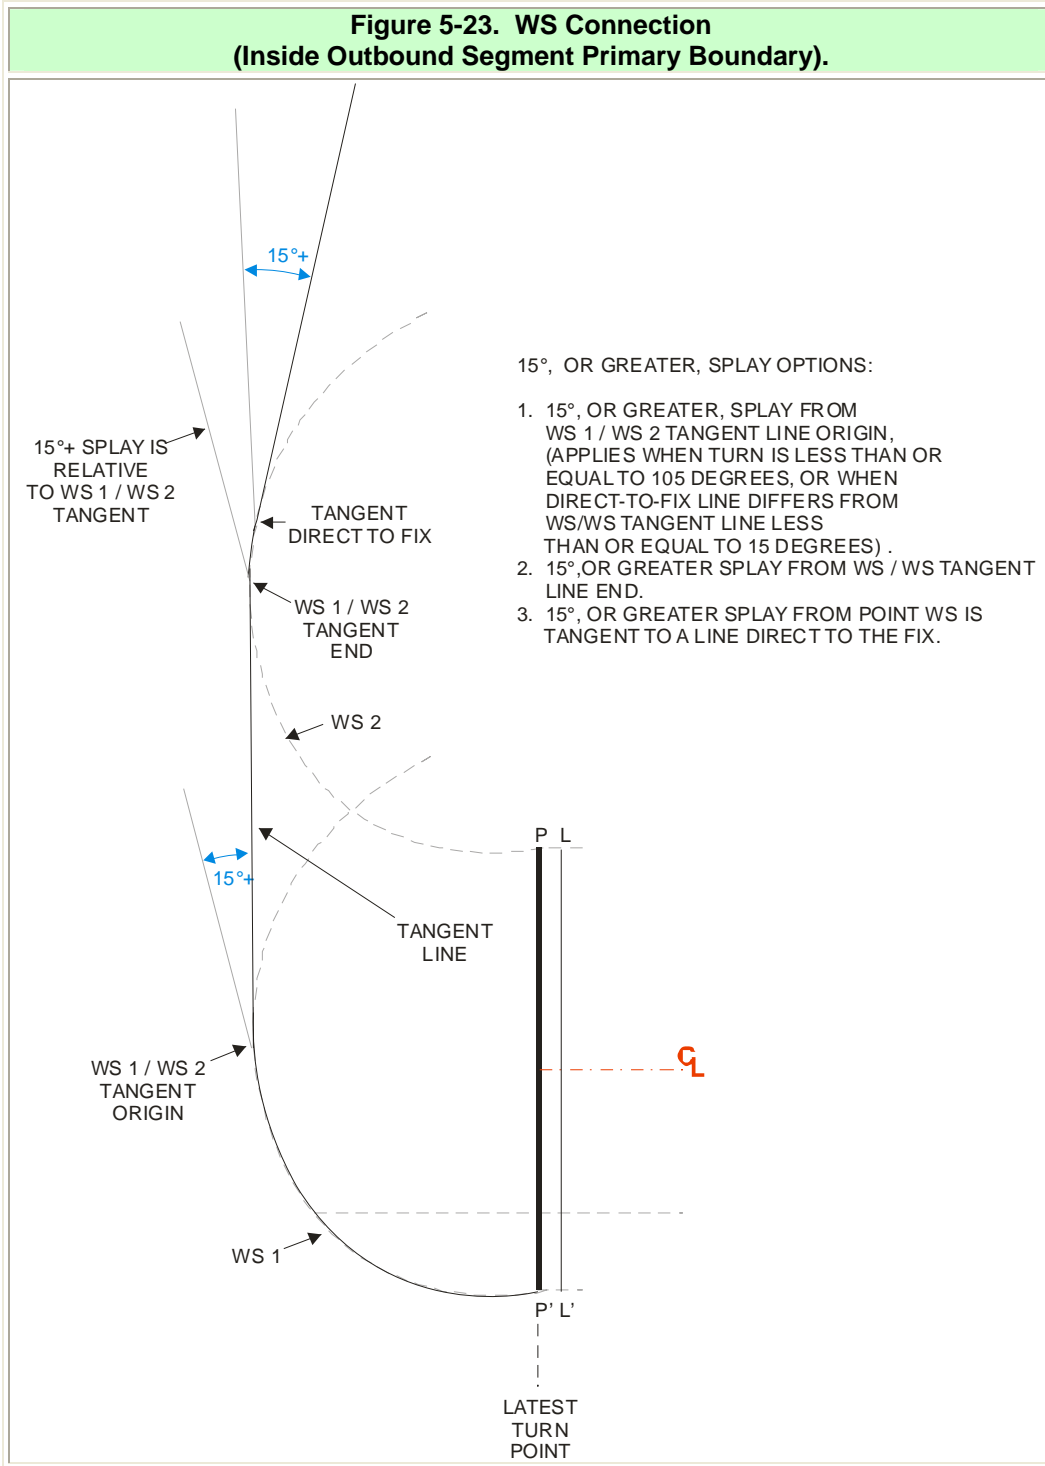 Figure 5-23. WS Connection
(Inside Outbound Segment Primary Boundary).
15°+
15°, OR GREATER, SPLAY OPTIONS:
1. 15°, OR GREATER, SPLAY FROM
WS 1 / WS 2 TANGENT LINE ORIGIN,
(APPLIES WHEN TURN IS LESS THAN OR
EQUAL TO 105 DEGREES, OR WHEN
DIRECT-TO-FIX LINE DIFFERS FROM
WS/WS TANGENT LINE LESS
THAN OR EQUAL TO 15 DEGREES) .
2. 15°,OR GREATER SPLAY FROM WS / WS TANGENT
LINE END.
3. 15°, OR GREATER SPLAY FROM POINT WS IS
TANGENT TO A LINE DIRECT TO THE FIX.
15°+ SPLAY IS
RELATIVE
TO WS 1 / WS 2
TANGENT
TANGENT
DIRECT TO FIX
WS 1 / WS 2
TANGENT
END
WS 2
P L
15°+
TANGENT
LINE
CL
WS 1 / WS 2
TANGENT
ORIGIN
WS 1
P' L'
LATEST
TURN
POINT